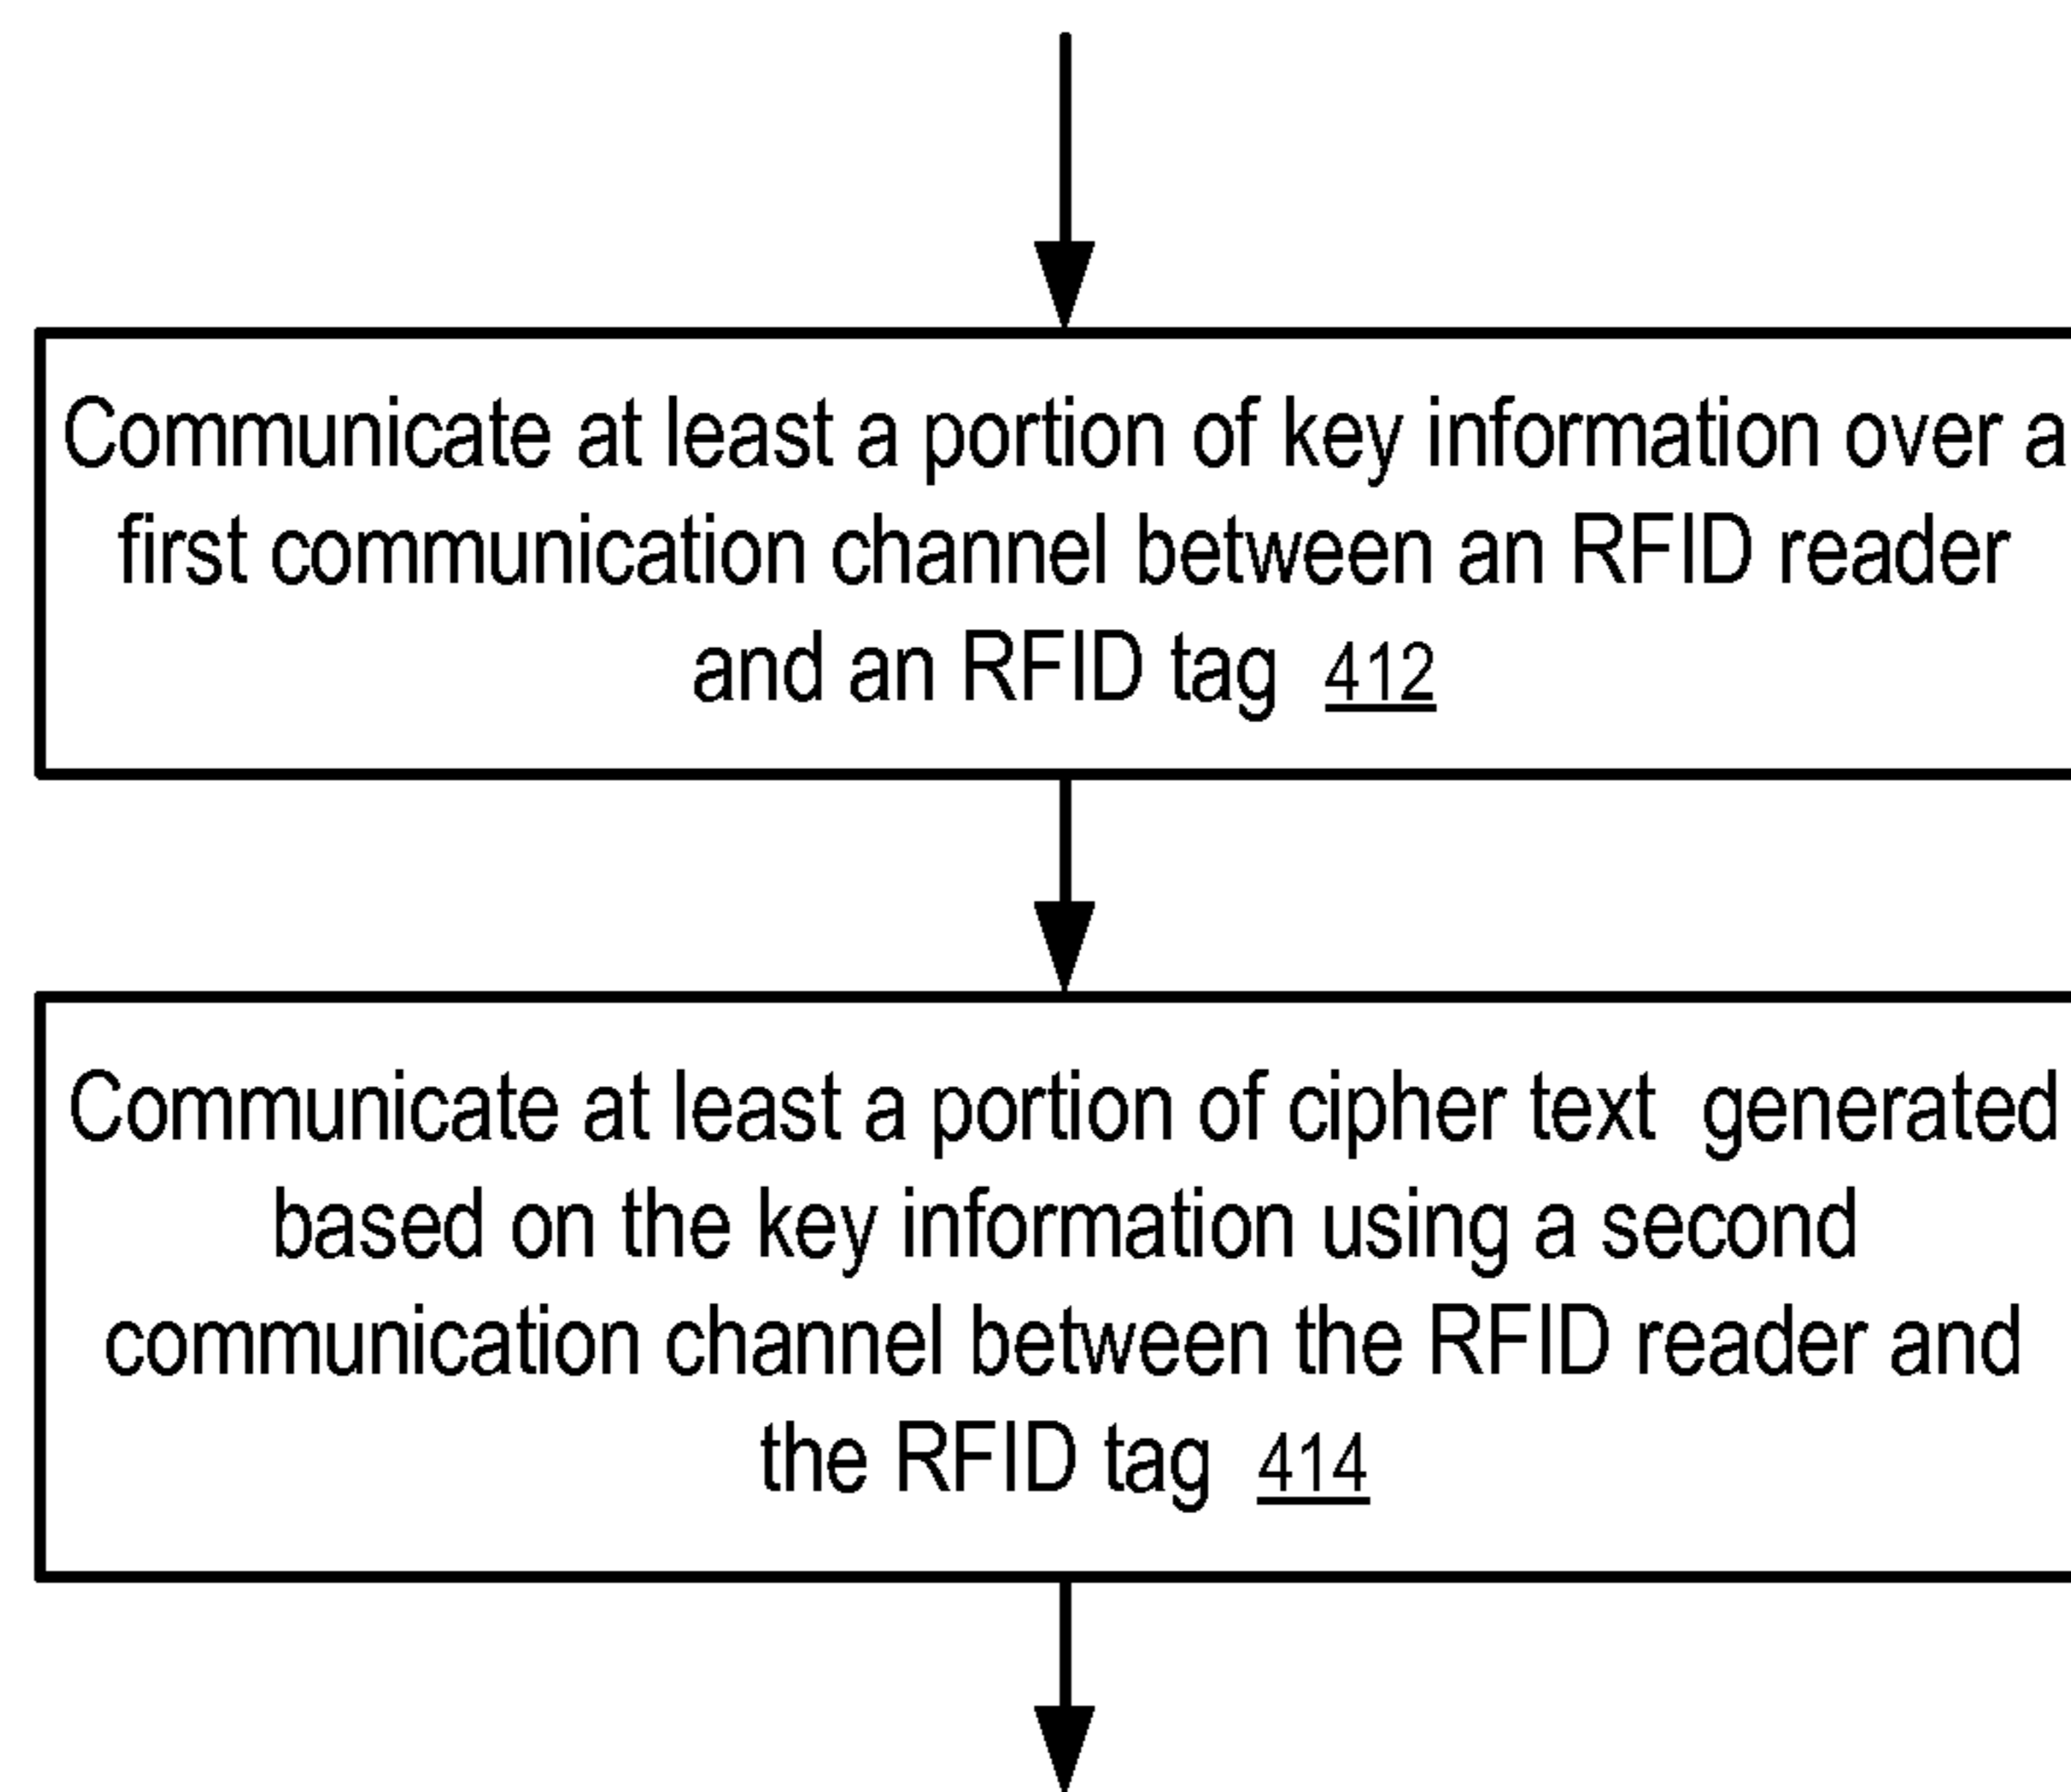 Communicate at least a portion of key information over a
first communication channel between an RFID reader
and an RFID tag 412
Communicate at least a portion of cipher text generated
based on the key information using a second
communication channel between the RFID reader and
the RFID tag 414